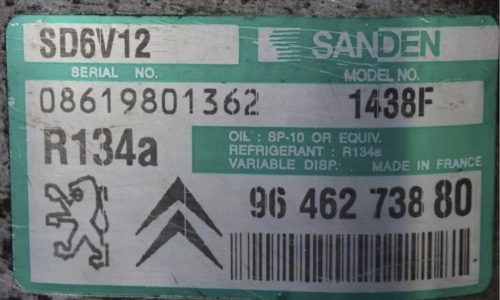 SD6V12 SANDEN
SERIAL NO. MODEL NO.
08619801362 1438F
R134a
OIL : SP-10 OR EQUIV.
REFRIGERANT : R134a
VARIABLE DISP. MADE IN FRANCE
96 462 738 80